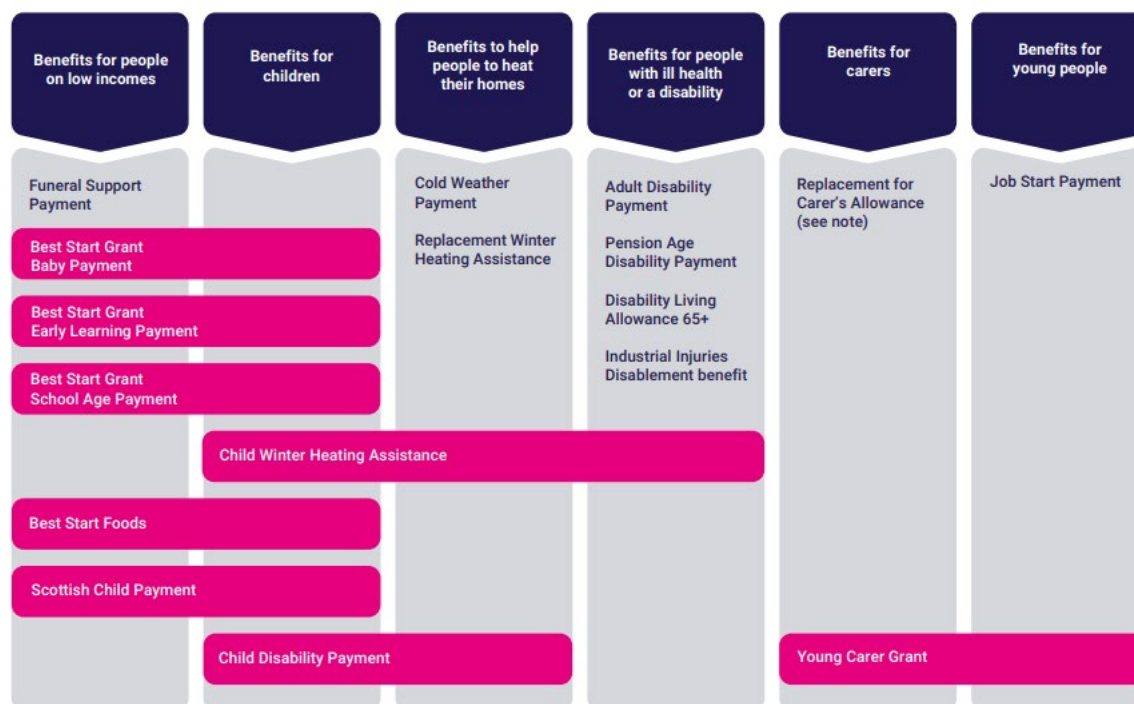 Benefits for people
on low incomes
Benefits for
children
Benefits to help
people to heat
their homes
Benefits for people
with ill health
or a disability
Benefits for
carers
Benefits for
young people
Funeral Support
Payment
Cold Weather
Payment
Replacement Winter
Heating Assistance
Adult Disability
Payment
Pension Age
Disability Payment
Disability Living
Allowance 65+
Industrial Injuries
Disablement benefit
Replacement for
Carer's Allowance
(see note)
Job Start Payment
Best Start Grant
Baby Payment
Best Start Grant
Early Learning Payment
Best Start Grant
School Age Payment
Child Winter Heating Assistance
Best Start Foods
Scottish Child Payment
Child Disability Payment
Young Carer Grant